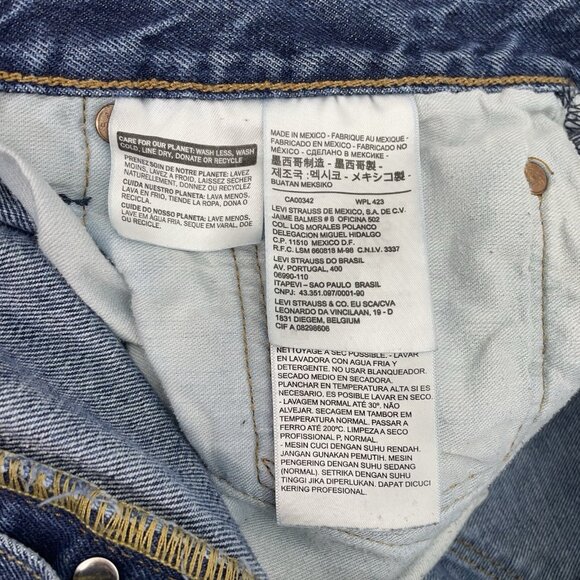 CARE FOR OUR PLANET: WASH LESS, WASH
COLD, LINE DRY, DONATE OR RECYCLE
PRENEZ SOIN DE NOTRE PLANETE: LAVEZ
MOINS, LAVEZ À FROID, LAISSEZ SÉCHER
NATURELLEMENT, DONNEZ OU RECYCLEZ
CUIDA NUESTRO PLANETA: LAVA MENOS,
LAVA EN FRIO, TIENDE LA ROPA, DONA O
RECICLA
CUIDE DO NOSSO PLANETA: LAVE MENOS,
LAVE EM ÁGUA FRIA, SEQUE EM VARAL, DOE
OU RECICLE.
MADE IN MEXICO - FABRIQUE AU MEXIQUE -
FABRICADO EN MEXICO - FABRICADO NO
MÉXICO - СДЕЛАНО В МЕКСИКЕ -
墨西哥制造 - 墨西哥製 -
제조국 :멕시코 - メキシコ製 -
BUATAN MEKSIKO
CA00342 WPL 423
LEVI STRAUSS DE MEXICO, S.A. DE C.V.
JAIME BALMES # 8 OFICINA 502
COL. LOS MORALES POLANCO
DELEGACION MIGUEL HIDALGO
C.P. 11510 MEXICO D.F.
R.F.C. LSM 860818 M-98 C.N.I.V. 3337
LEVI STRAUSS DO BRASIL
AV. PORTUGAL, 400
06690-110
ITAPEVI – SAO PAULO BRASIL
CNPJ: 43.351.097/0001-90
LEVI STRAUSS & CO. EU SCA/CVA
LEONARDO DA VINCILAAN, 19 - D
1831 DIEGEM, BELGIUM
CIF A 08298606
NETTOYAGE A SEC POSSIBLE. - LAVAR
EN LAVADORA CON AGUA FRIA Y
DETERGENTE. NO USAR BLANQUEADOR.
SECADO MEDIO EN SECADORA.
PLANCHAR EN TEMPERATURA ALTA SI ES
NECESARIO. ES POSIBLE LAVAR EN SECO.
- LAVAGEM NORMAL ATÉ 30º. NÃO
ALVEJAR. SECAGEM EM TAMBOR EM
TEMPERATURA NORMAL. PASSAR A
FERRO ATÉ 200ºC. LIMPEZA A SECO
PROFISSIONAL P, NORMAL.
- MESIN CUCI DENGAN SUHU RENDAH.
JANGAN GUNAKAN PEMUTIH. MESIN
PENGERING DENGAN SUHU SEDANG
(NORMAL). SETRIKA DENGAN SUHU
TINGGI JIKA DIPERLUKAN. DAPAT DICUCI
KERING PROFESIONAL.